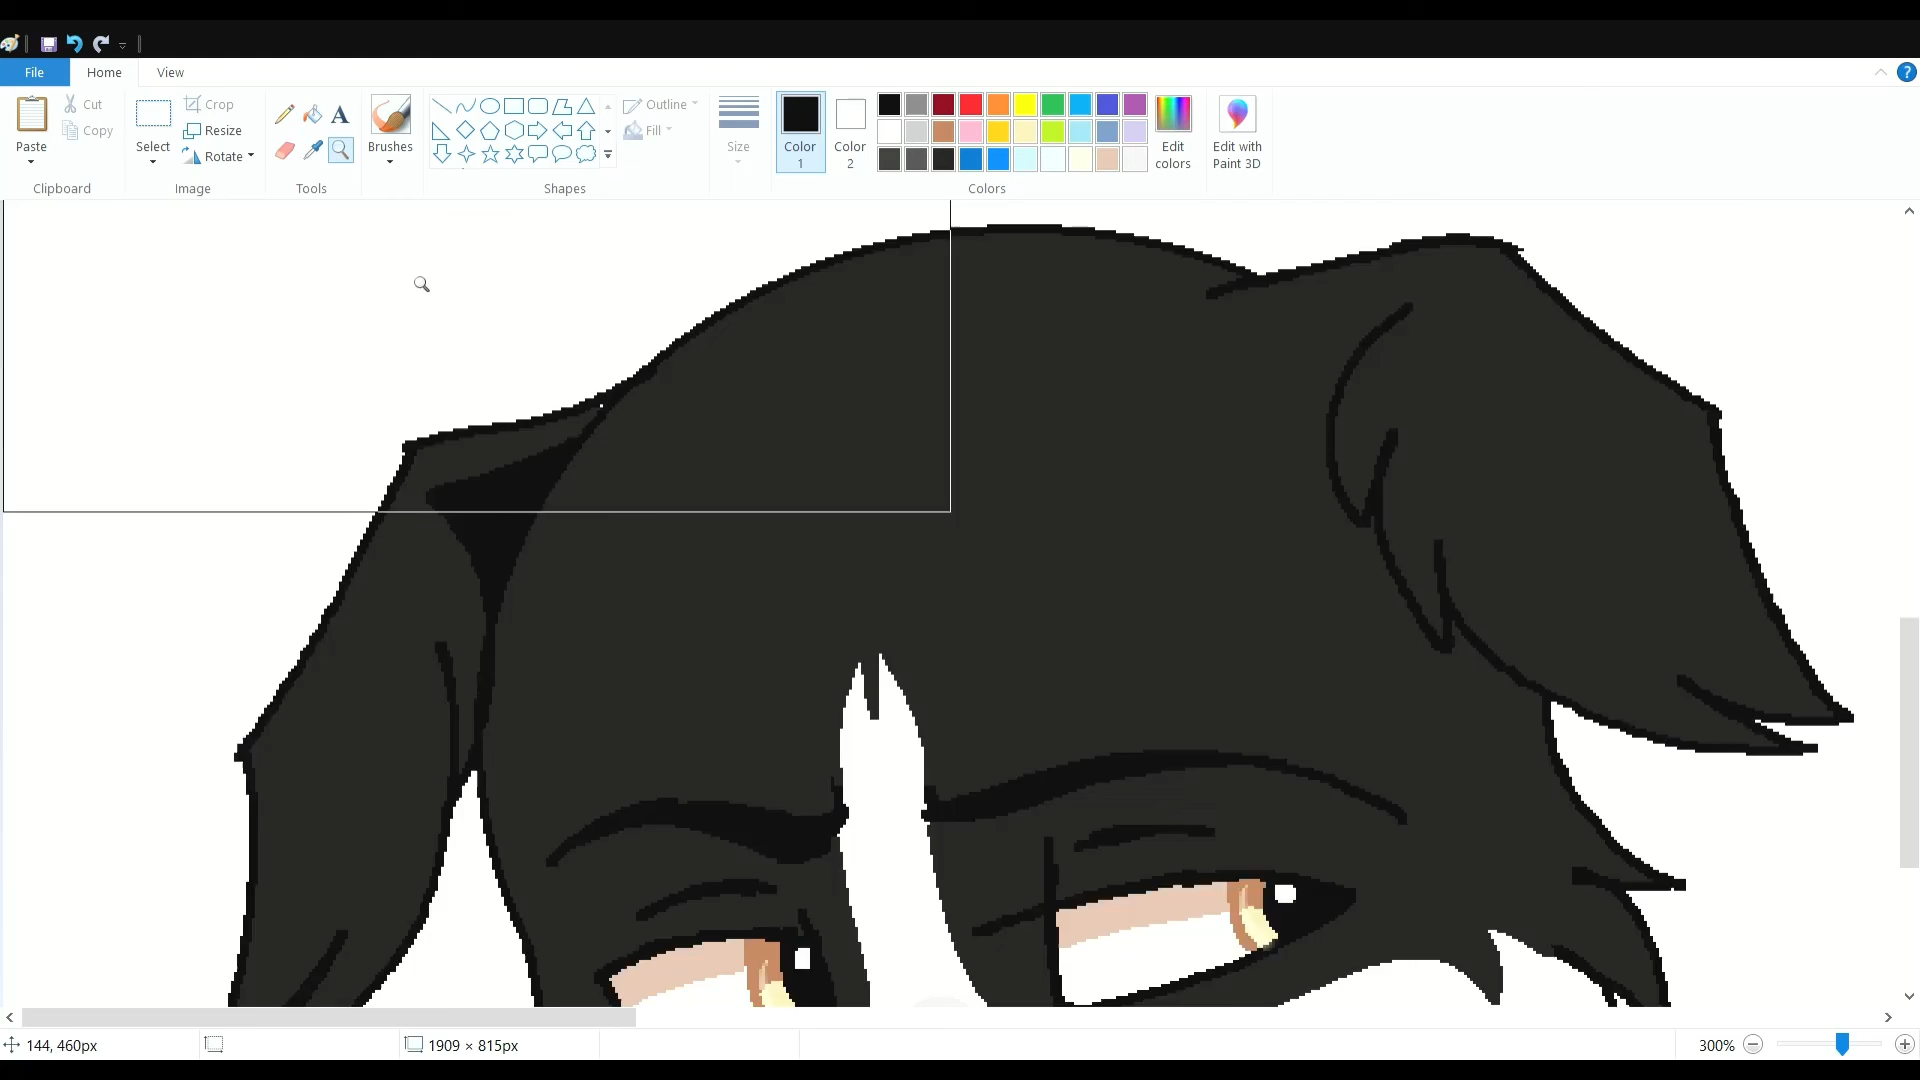 File Home View
Paste
Cut
Copy
Clipboard
Select
Crop
Resize
Rotate
Image
A
Tools
Brushes
Shapes
Outline
Fill
Size
Color
1
Color
2
Edit
colors
Colors
Edit with
Paint 3D
?
144, 460px
1909 × 815px
300%